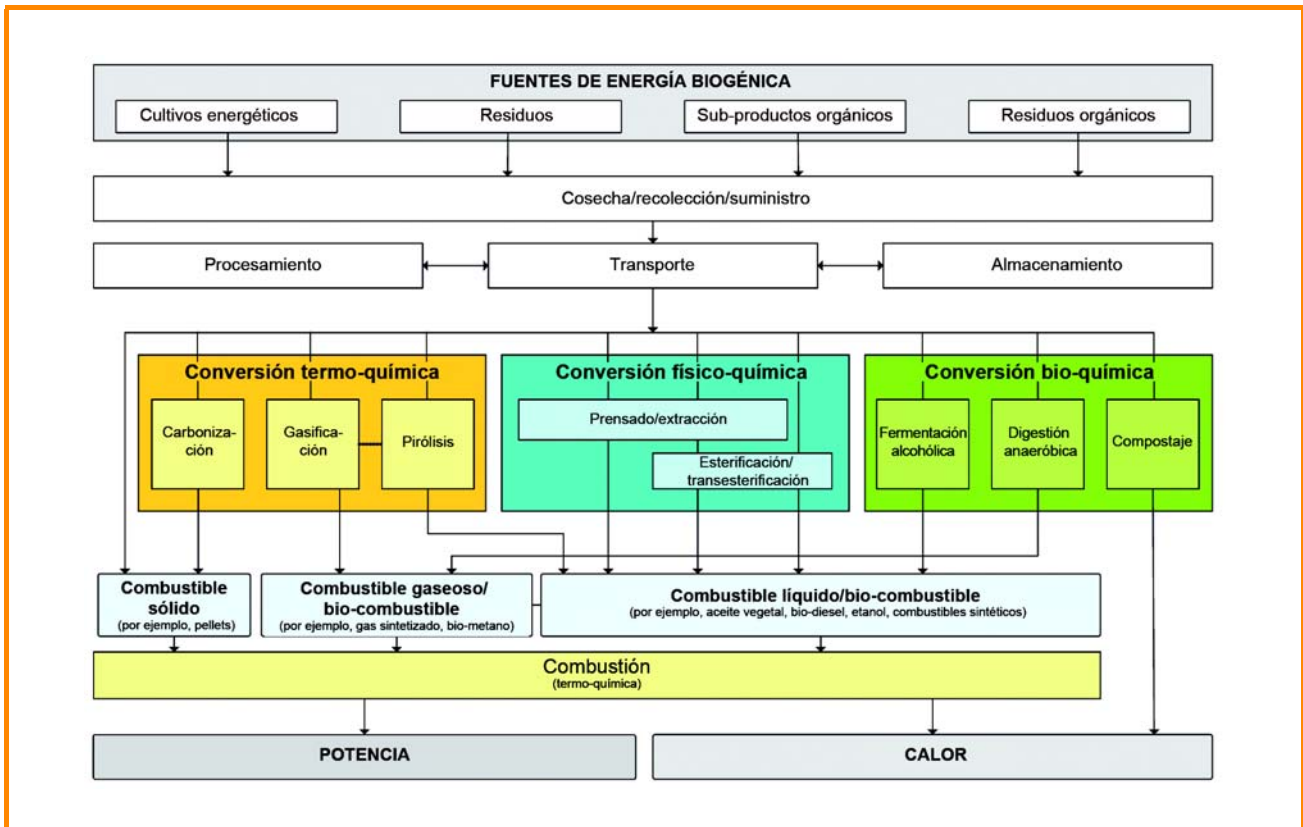 FUENTES DE ENERGÍA BIOGÉNICA
Cultivos energéticos
Residuos
Sub-productos orgánicos
Residuos orgánicos
Cosecha/recolección/suministro
Procesamiento
Transporte
Almacenamiento
Conversión termo-química
Carboniza-
ción
Gasifica-
ción
Pirólisis
Conversión físico-química
Prensado/extracción
Esterificación/
transesterificación
Conversión bio-química
Fermentación
alcohólica
Digestión
anaeróbica
Compostaje
Combustible
sólido
(por ejemplo, pellets)
Combustible gaseoso/
bio-combustible
(por ejemplo, gas sintetizado, bio-metano)
Combustible líquido/bio-combustible
(por ejemplo, aceite vegetal, bio-diesel, etanol, combustibles sintéticos)
Combustión
(termo-química)
POTENCIA
CALOR